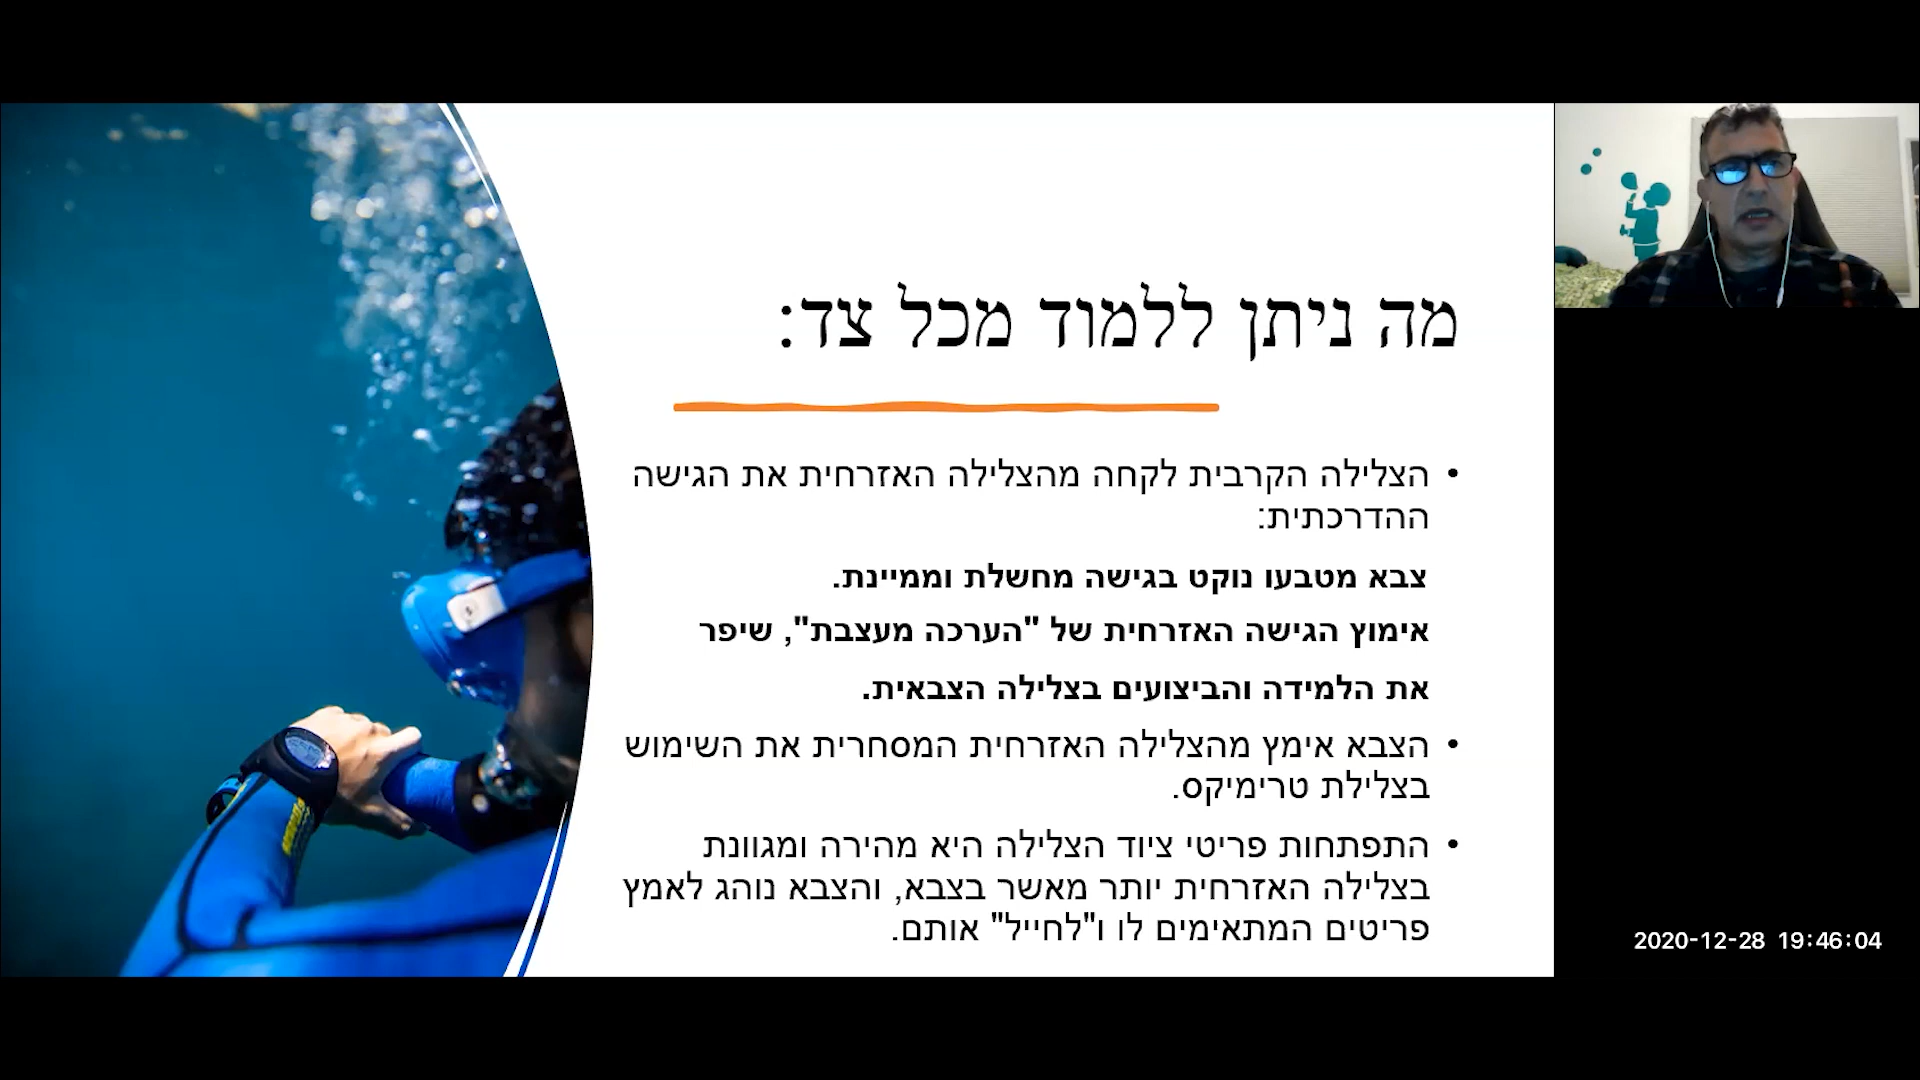 מה ניתן ללמוד מכל צד:
• הצלילה הקרבית לקחה מהצלילה האזרחית את הגישה
ההדרכתית:
צבא מטבעו נוקט בגישה מחשלת וממיינת.
אימוץ הגישה האזרחית של "הערכה מעצבת", שיפר
את הלמידה והביצועים בצלילה הצבאית.
• הצבא אימץ מהצלילה האזרחית המסחרית את השימוש
בצלילת טרימיקס.
• התפתחות פריטי ציוד הצלילה היא מהירה ומגוונת
בצלילה האזרחית יותר מאשר בצבא, והצבא נוהג לאמץ
פריטים המתאימים לו ו"לחייל" אותם.
2020-12-28 19:46:04